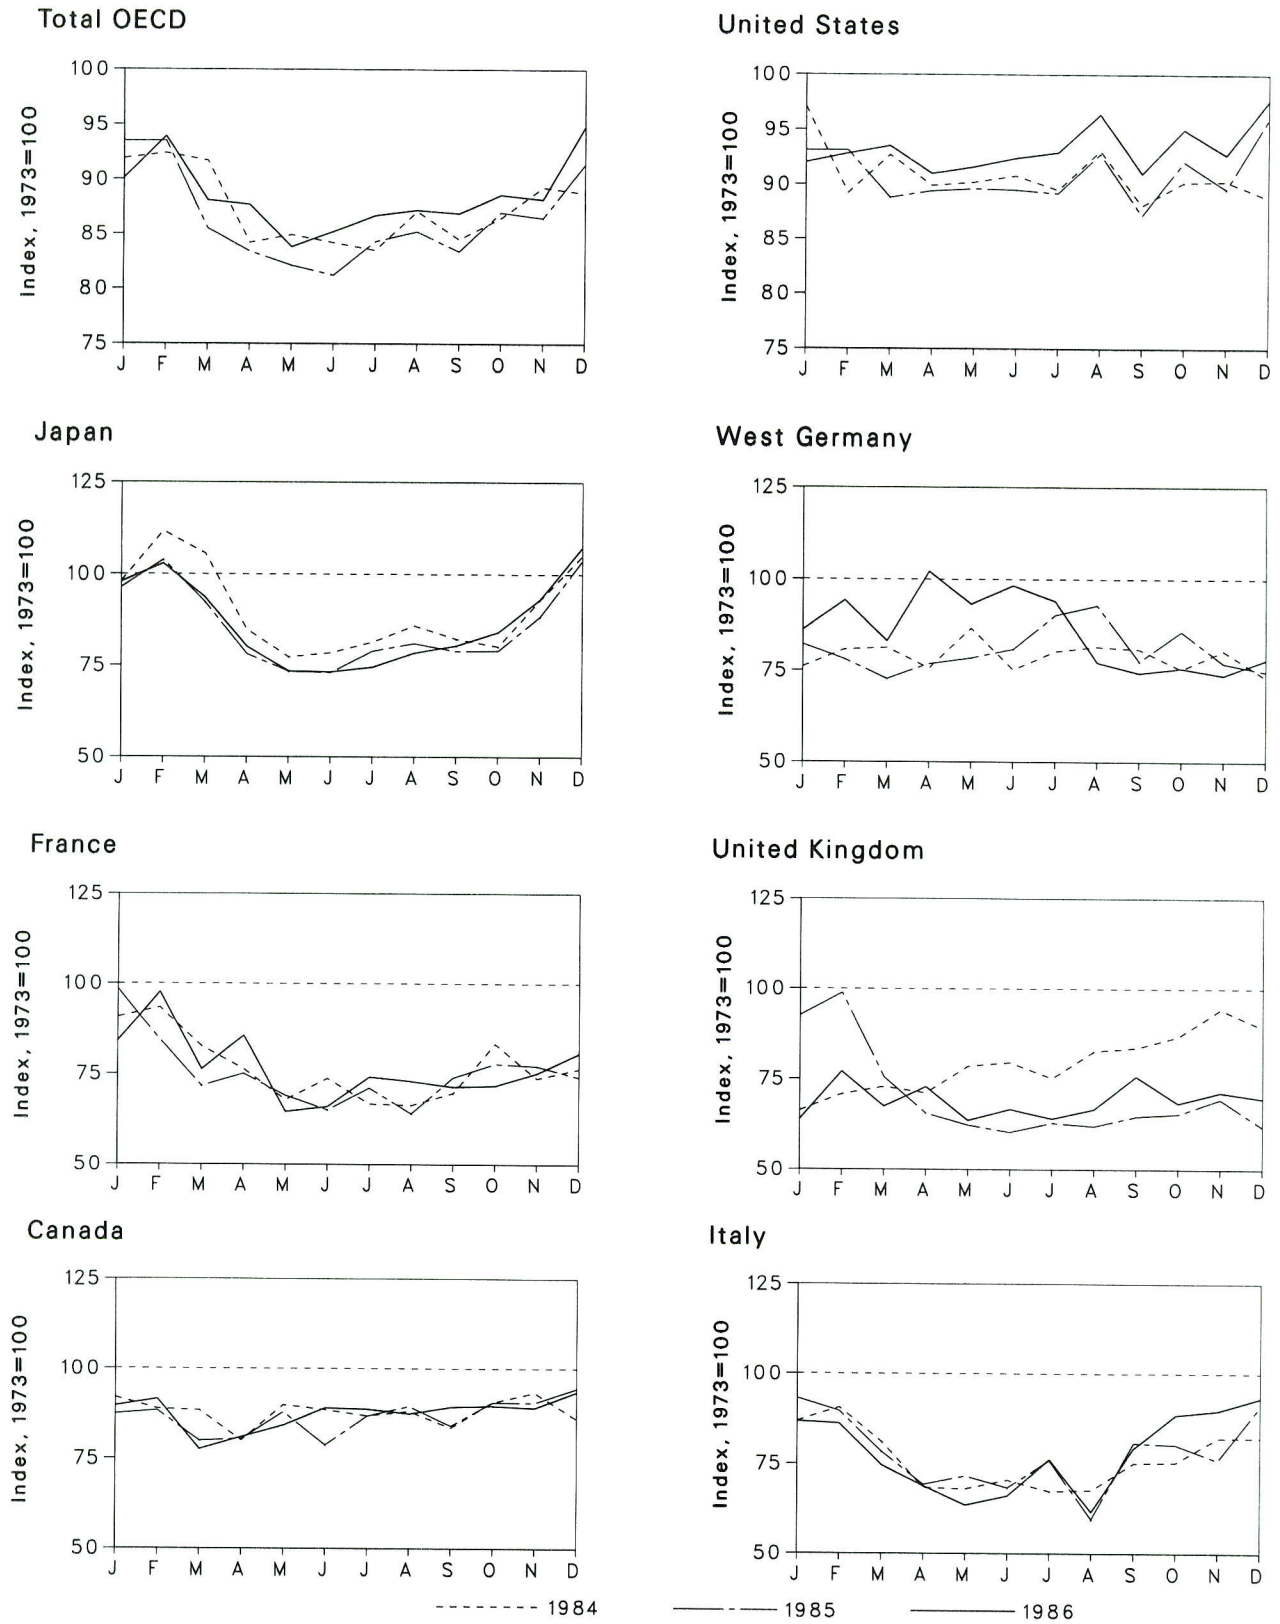 Total OECD
Index, 1973=100
100
95
90
85
80
75
J F M A M J J A S O N D
United States
Index, 1973=100
100
95
90
85
80
75
J F M A M J J A S O N D
Japan
Index, 1973=100
125
100
75
50
J F M A M J J A S O N D
West Germany
Index, 1973=100
125
100
75
50
J F M A M J J A S O N D
France
Index, 1973=100
125
100
75
50
J F M A M J J A S O N D
United Kingdom
Index, 1973=100
125
100
75
50
J F M A M J J A S O N D
Canada
Index, 1973=100
125
100
75
50
J F M A M J J A S O N D
Italy
Index, 1973=100
125
100
75
50
J F M A M J J A S O N D
1984 1985 1986